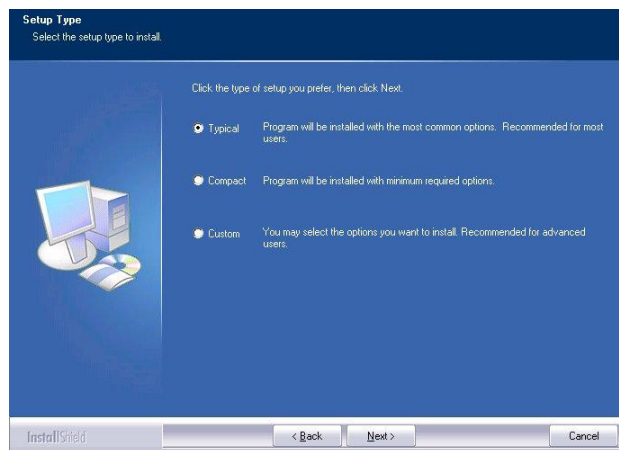 Setup Type
Select the setup type to install.
Click the type of setup you prefer, then click Next.
Typical
Program will be installed with the most common options. Recommended for most
users.
Compact
Program will be installed with minimum required options.
Custom
You may select the options you want to install. Recommended for advanced
users.
InstallShield
< Back
Next >
Cancel